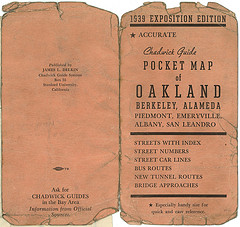 Published by
JAMES L. DELKIN
Chadwick Guide Service
Box 55
Stanford University
California
Ask for
CHADWICK GUIDES
in the Bay Area
Information from Official
Sources.
1939 EXPOSITION EDITION
★ ACCURATE
Chadwick Guide
POCKET MAP
of
OAKLAND
BERKELEY, ALAMEDA
PIEDMONT, EMERYVILLE,
ALBANY, SAN LEANDRO
STREETS WITH INDEX
STREET NUMBERS
STREET CAR LINES
BUS ROUTES
NEW TUNNEL ROUTES
BRIDGE APPROACHES
★ Especially handy size for
quick and easy reference.